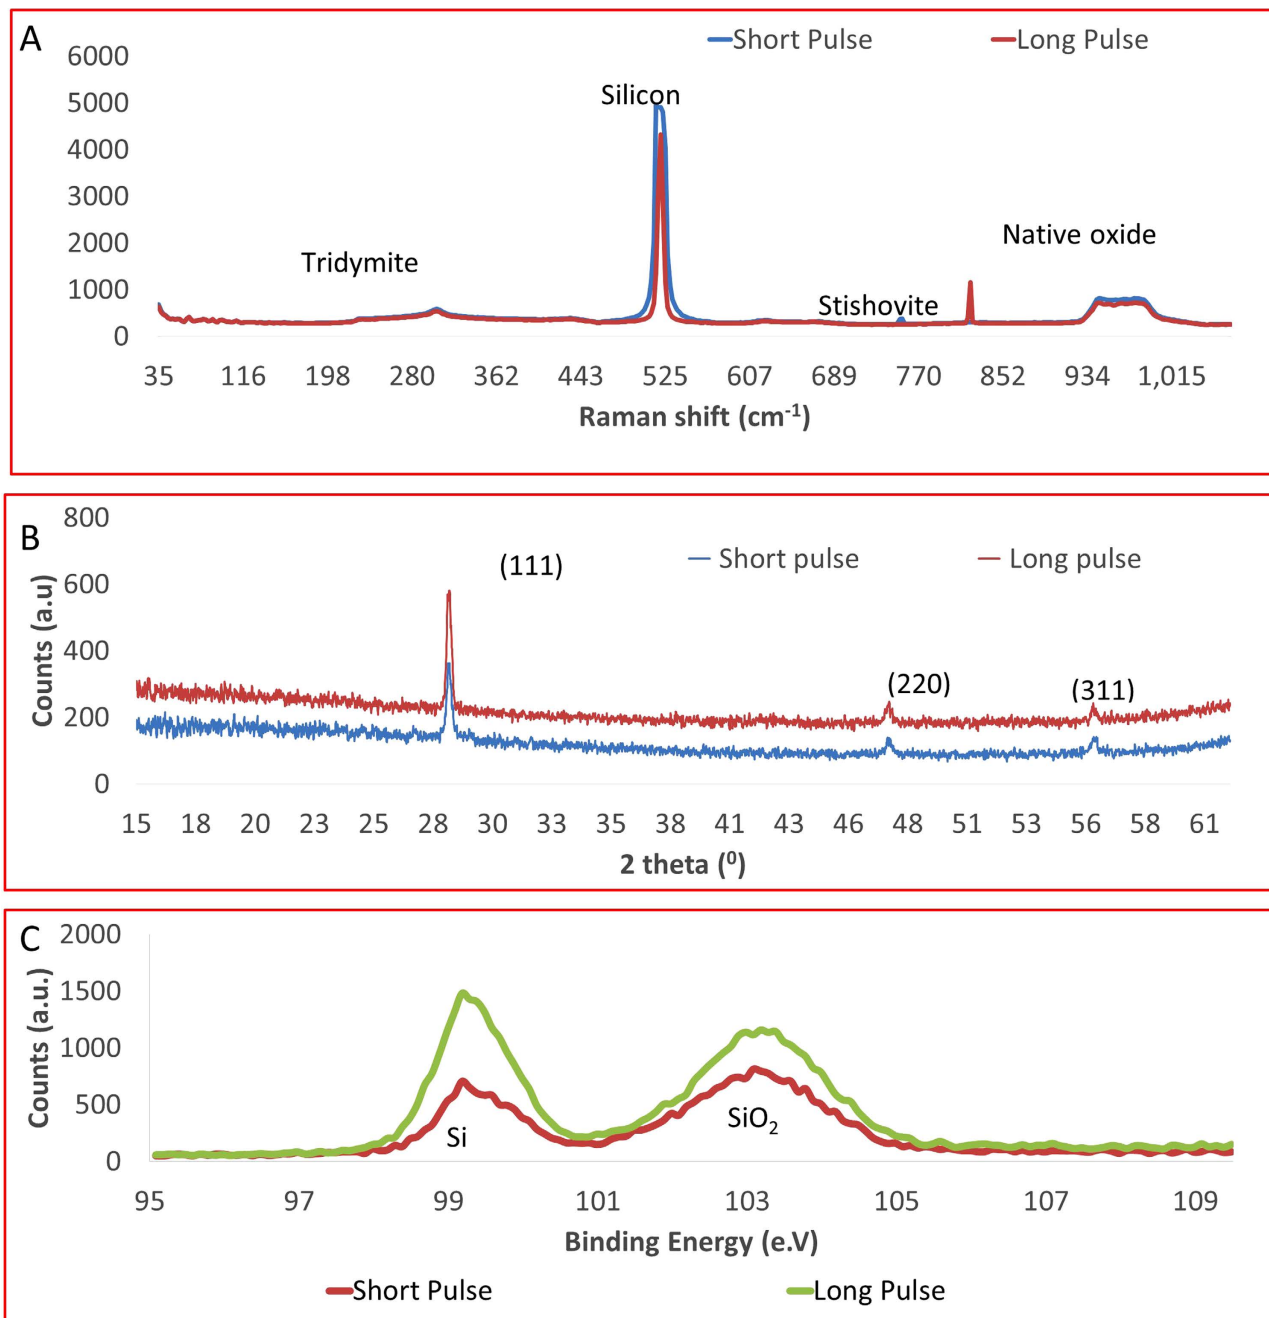 A
Short Pulse
Long Pulse
6000
5000
4000
3000
2000
1000
0
Silicon
Native oxide
Tridymite
Stishovite
35 116 198 280 362 443 525 607 689 770 852 934 1,015
Raman shift (cm⁻¹)
B
Short pulse
Long pulse
800
600
400
200
0
Counts (a.u)
(111)
(220)
(311)
15 18 20 23 25 28 30 33 35 38 41 43 46 48 51 53 56 58 61
2 theta (⁰)
C
2000
1500
1000
500
0
Counts (a.u.)
Si
SiO₂
95 97 99 101 103 105 107 109
Binding Energy (e.V)
Short Pulse
Long Pulse